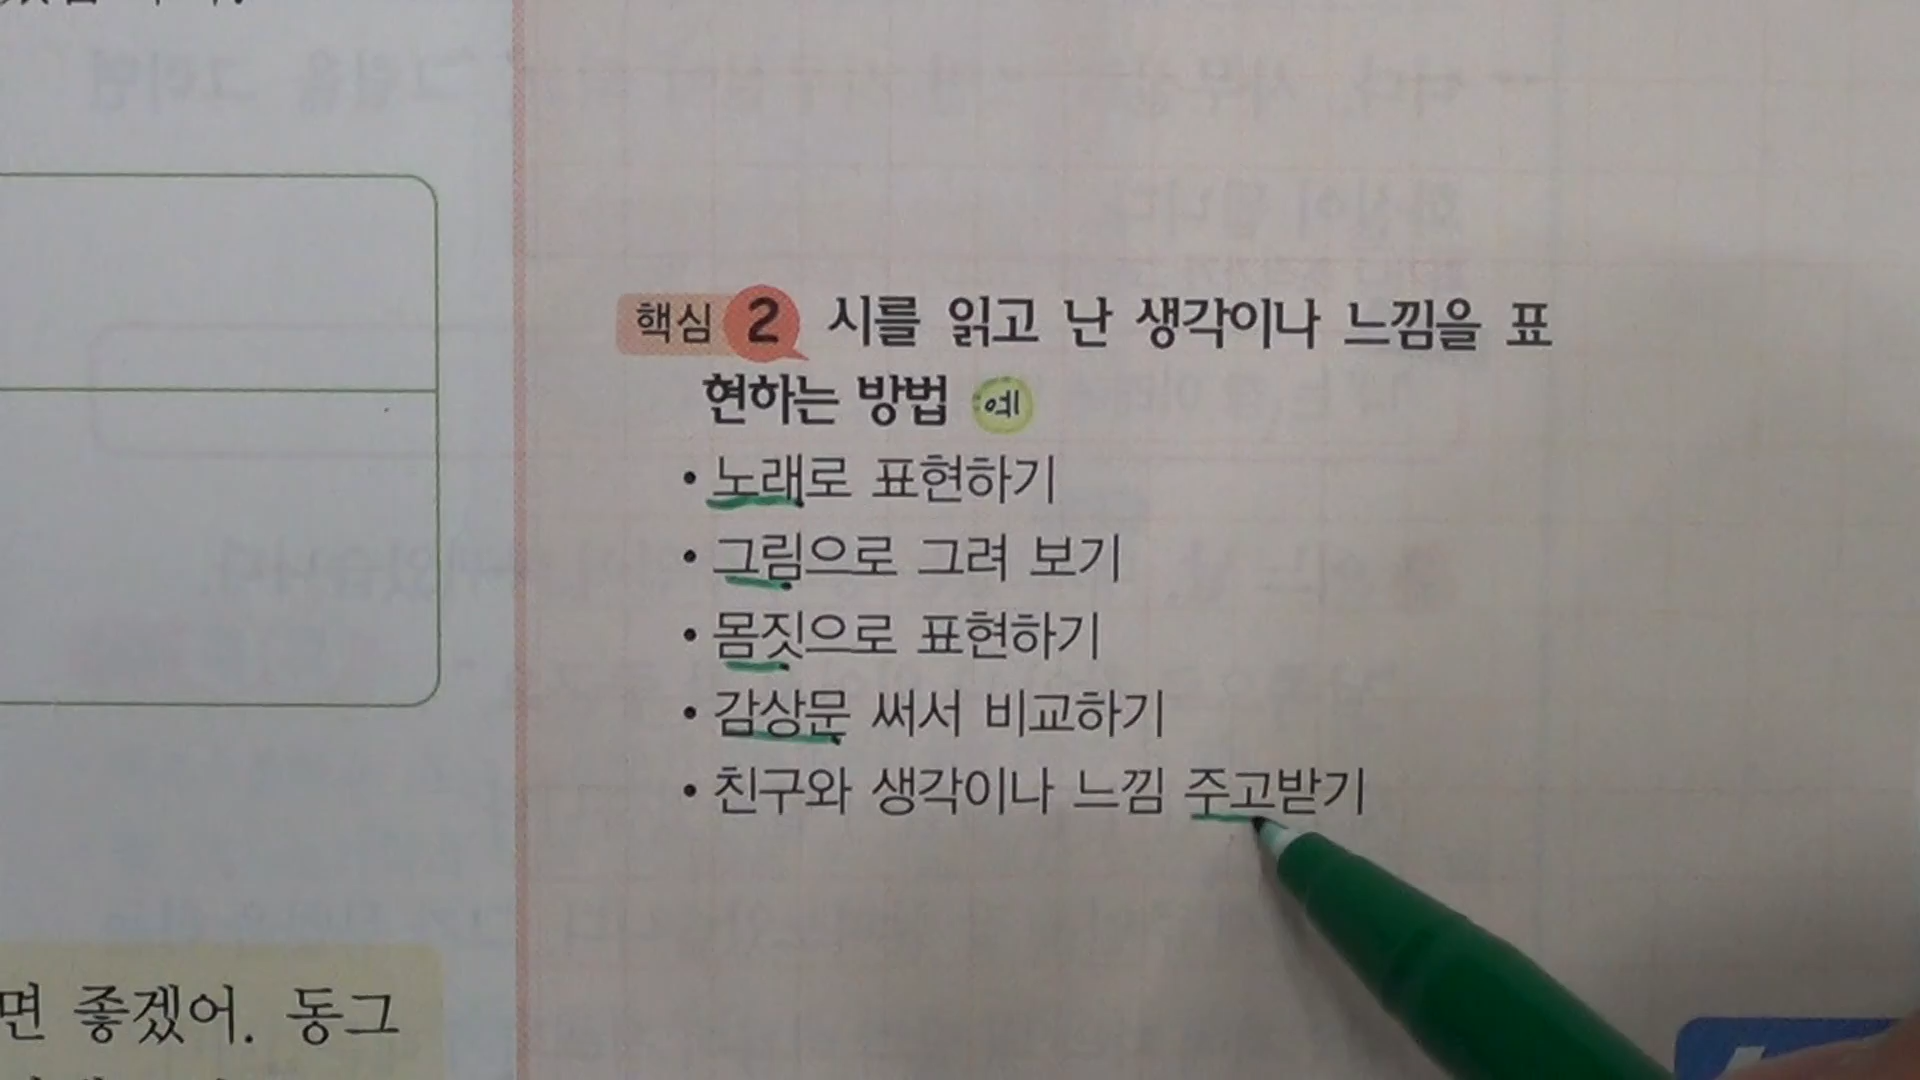 핵심 2 시를 읽고 난 생각이나 느낌을 표
현하는 방법 예
• 노래로 표현하기
• 그림으로 그려 보기
• 몸짓으로 표현하기
• 감상문 써서 비교하기
• 친구와 생각이나 느낌 주고받기
면 좋겠어. 동그